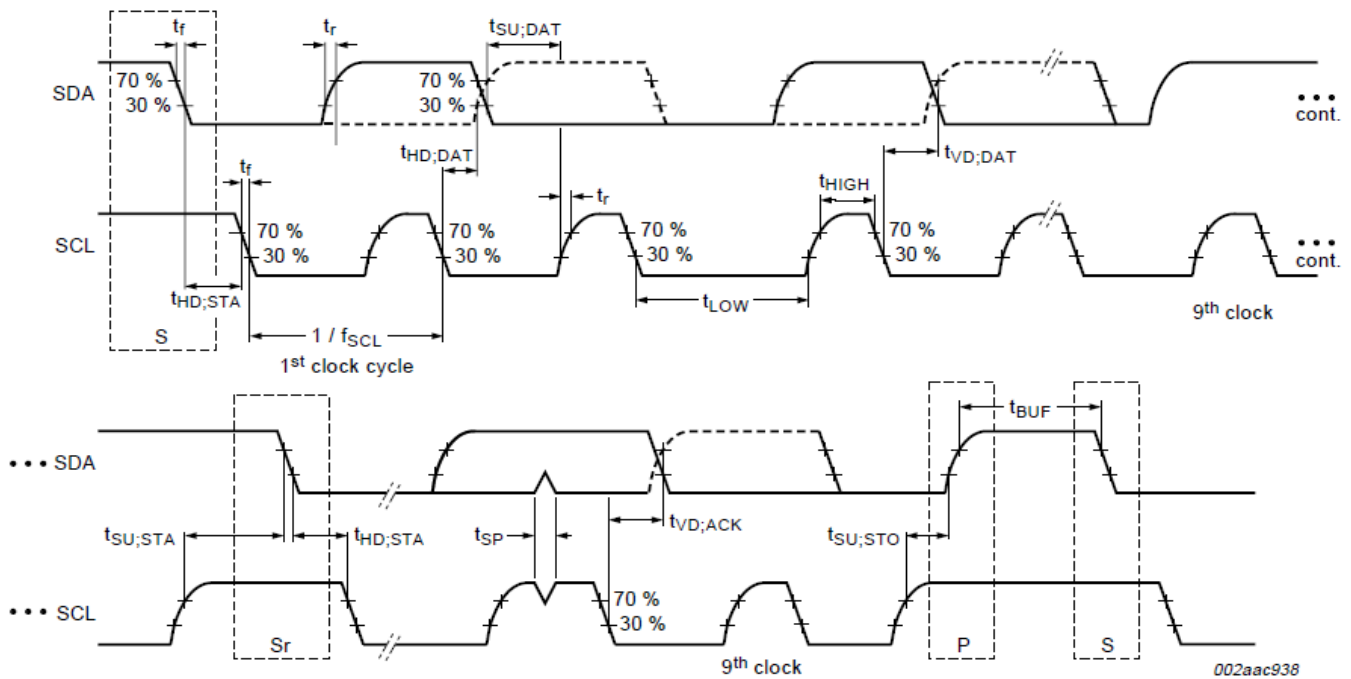 tf tr tSU;DAT
70 % 70 %
SDA 30 % 30 % • • •
cont.
tHD;DAT tVD;DAT
tf tr tHIGH
70 % 70 % 70 % 70 %
SCL 30 % 30 % 30 % 30 % • • •
cont.
tHD;STA tLOW
S 1 / fSCL 9th clock
1st clock cycle
tBUF
• • • SDA
tSU;STA tHD;STA tSP tVD;ACK tSU;STO
70 %
• • • SCL 30 %
Sr P S
9th clock 002aac938